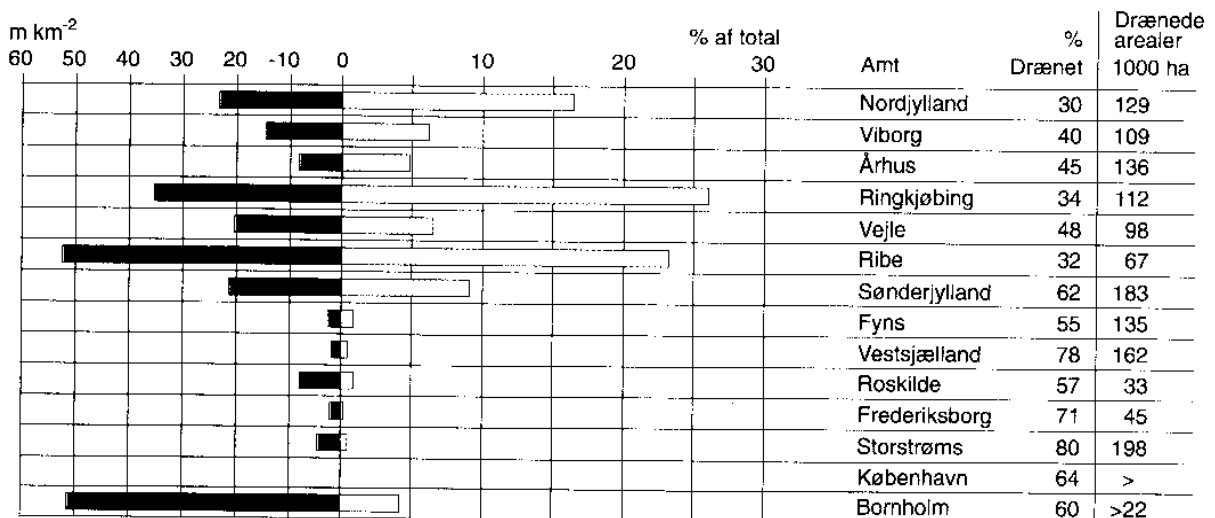 m km-2
% af total
% Drænet
Drænede arealer 1000 ha
60 50 40 30 20 -10 0 10 20 30
Amt
Nordjylland 30 129
Viborg 40 109
Århus 45 136
Ringkjøbing 34 112
Vejle 48 98
Ribe 32 67
Sønderjylland 62 183
Fyns 55 135
Vestsjælland 78 162
Roskilde 57 33
Frederiksborg 71 45
Storstrøms 80 198
København 64 >
Bornholm 60 >22